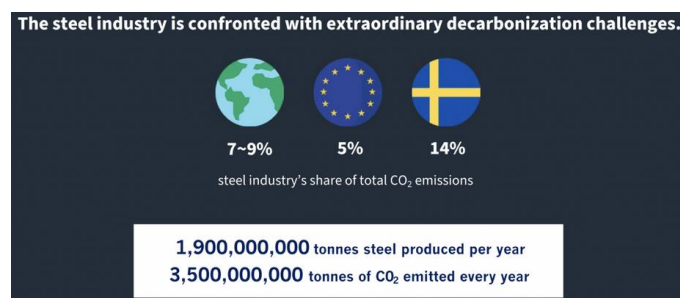 The steel industry is confronted with extraordinary decarbonization challenges.
7~9%
5%
14%
steel industry's share of total CO₂ emissions
1,900,000,000 tonnes steel produced per year
3,500,000,000 tonnes of CO₂ emitted every year